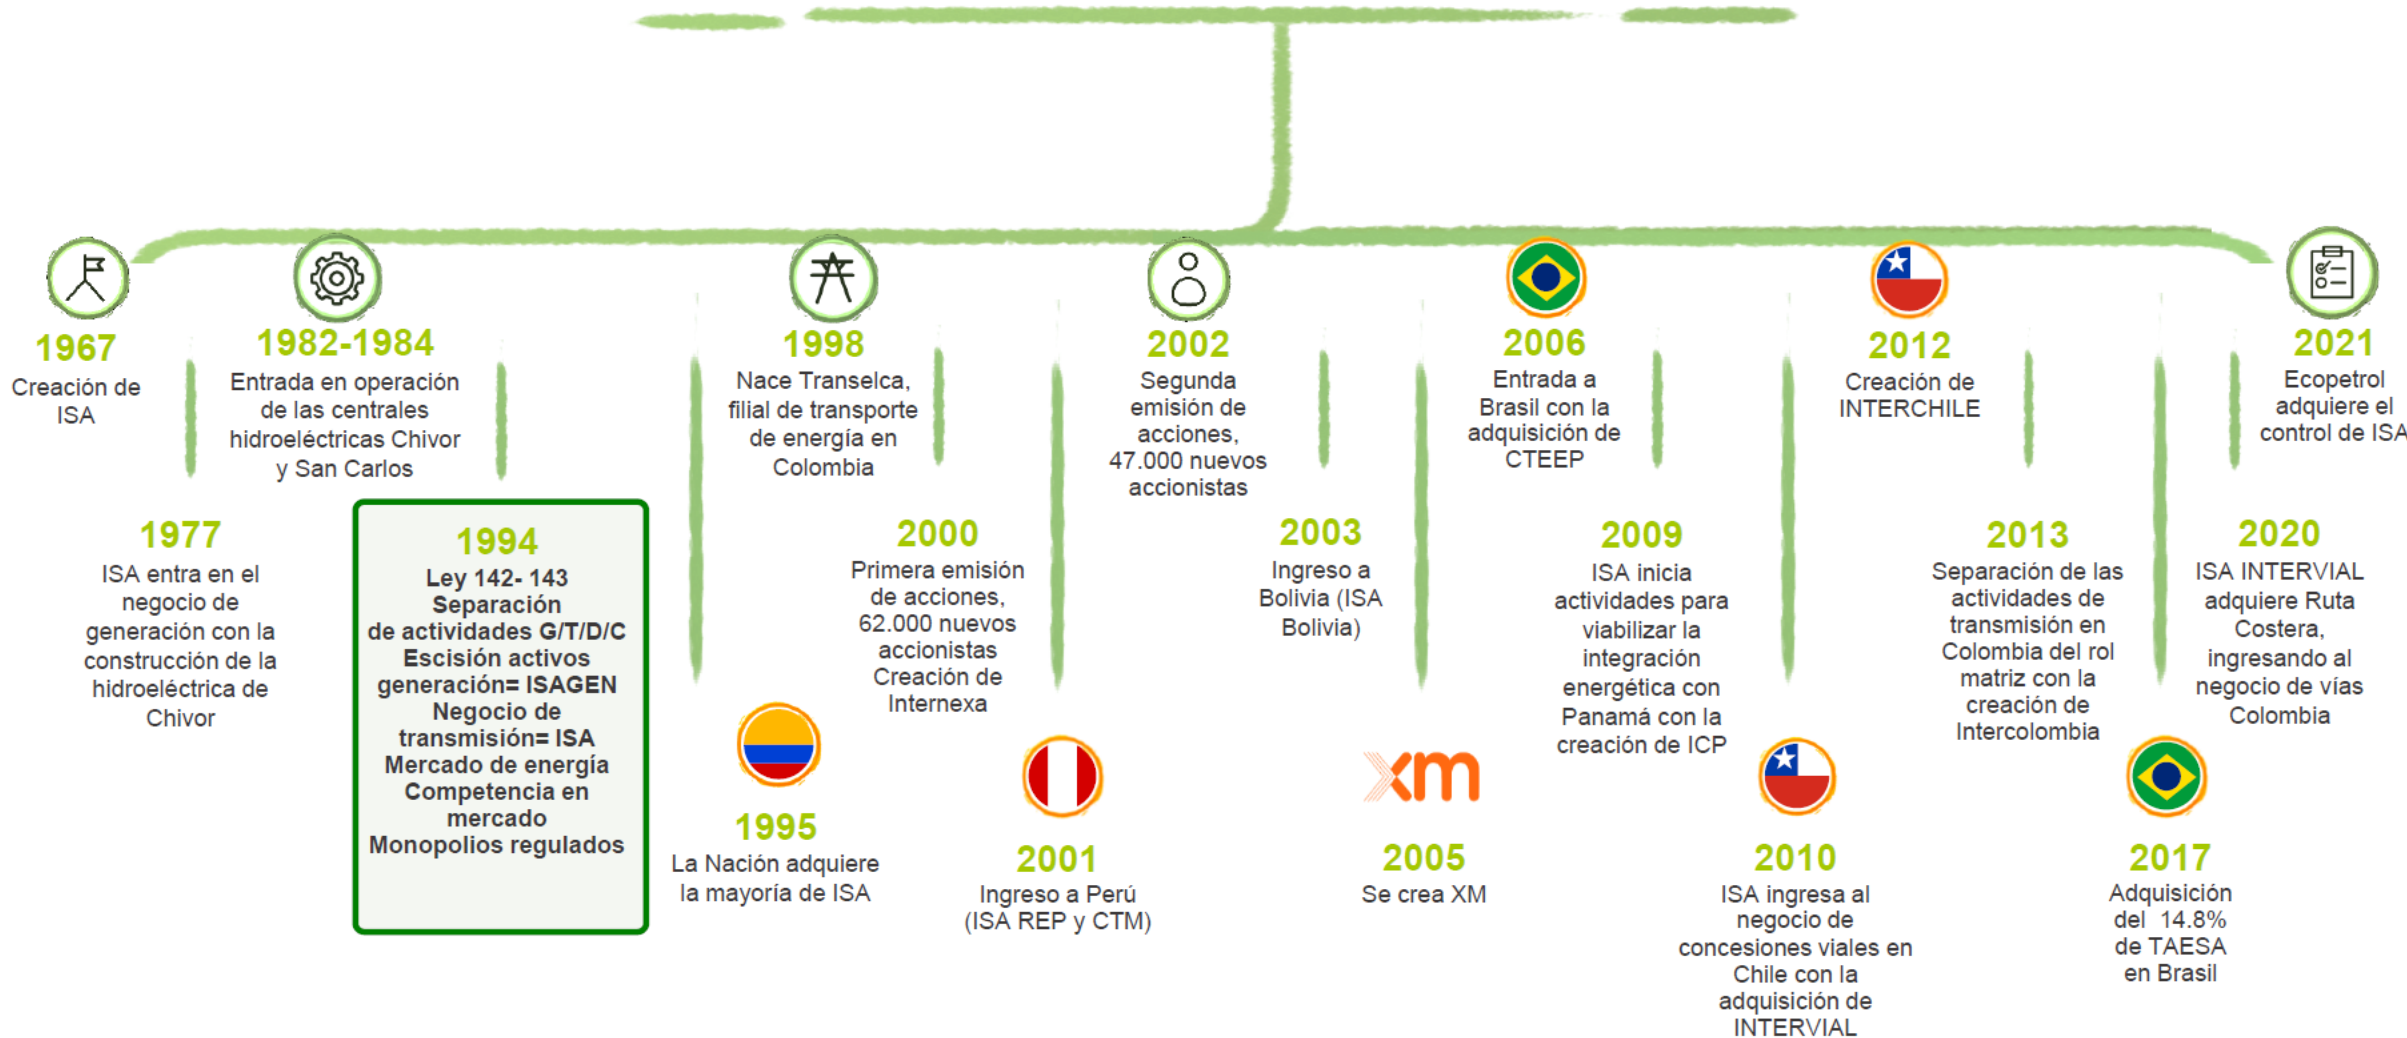 1967
Creación de
ISA
1977
ISA entra en el
negocio de
generación con la
construcción de la
hidroeléctrica de
Chivor
1982-1984
Entrada en operación
de las centrales
hidroeléctricas Chivor
y San Carlos
1994
Ley 142- 143
Separación
de actividades G/T/D/C
Escisión activos
generación= ISAGEN
Negocio de
transmisión= ISA
Mercado de energía
Competencia en
mercado
Monopolios regulados
1995
La Nación adquiere
la mayoría de ISA
1998
Nace Transelca,
filial de transporte
de energía en
Colombia
2000
Primera emisión
de acciones,
62.000 nuevos
accionistas
Creación de
Internexa
2001
Ingreso a Perú
(ISA REP y CTM)
2002
Segunda
emisión de
acciones,
47.000 nuevos
accionistas
2003
Ingreso a
Bolivia (ISA
Bolivia)
xm
2005
Se crea XM
2006
Entrada a
Brasil con la
adquisición de
CTEEP
2009
ISA inicia
actividades para
viabilizar la
integración
energética con
Panamá con la
creación de ICP
2010
ISA ingresa al
negocio de
concesiones viales en
Chile con la
adquisición de
INTERVIAL
2012
Creación de
INTERCHILE
2013
Separación de las
actividades de
transmisión en
Colombia del rol
matriz con la
creación de
Intercolombia
2017
Adquisición
del 14.8%
de TAESA
en Brasil
2020
ISA INTERVIAL
adquiere Ruta
Costera,
ingresando al
negocio de vías
Colombia
2021
Ecopetrol
adquiere el
control de ISA